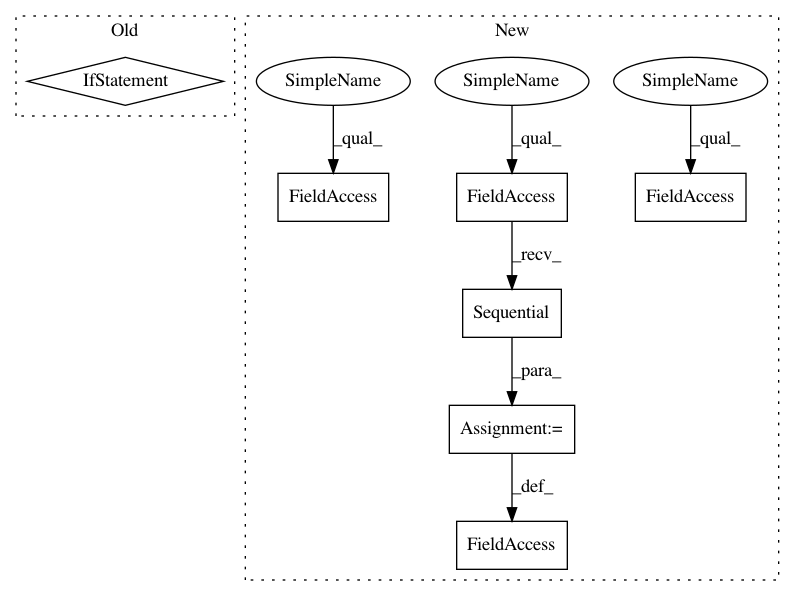 Old
New
IfStatement
SimpleName
SimpleName
SimpleName
_qual_
_qual_
_qual_
FieldAccess
FieldAccess
FieldAccess
_recv_
Sequential
_para_
Assignment:=
_def_
FieldAccess